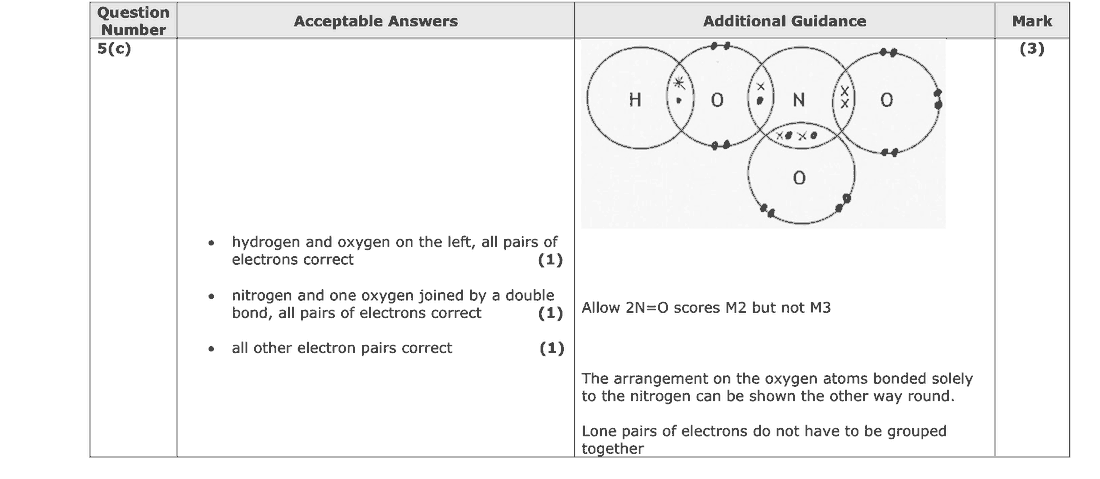 Question Number
Acceptable Answers
Additional Guidance
Mark
5(c)
(3)
H
O
N
O
O
• hydrogen and oxygen on the left, all pairs of
electrons correct (1)
• nitrogen and one oxygen joined by a double
bond, all pairs of electrons correct (1)
• all other electron pairs correct (1)
Allow 2N=O scores M2 but not M3
The arrangement on the oxygen atoms bonded solely
to the nitrogen can be shown the other way round.
Lone pairs of electrons do not have to be grouped
together